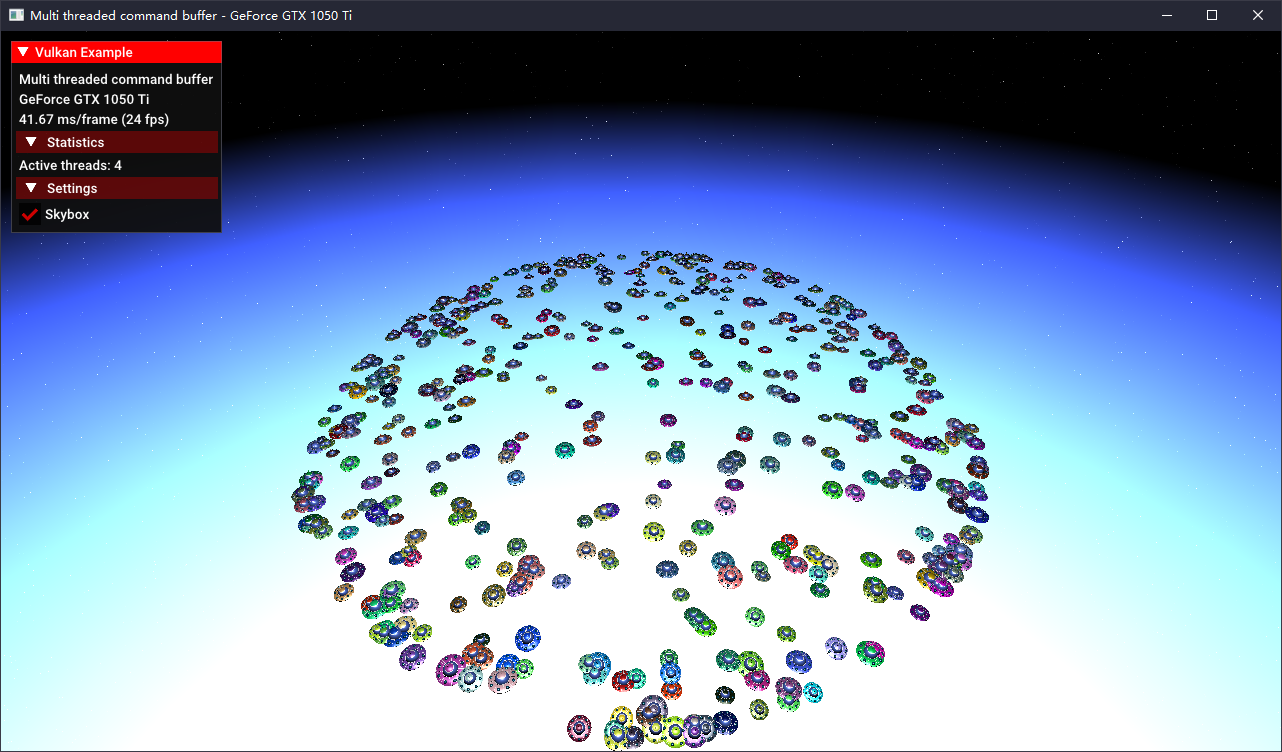 Multi threaded command buffer - GeForce GTX 1050 Ti
Vulkan Example
Multi threaded command buffer
GeForce GTX 1050 Ti
41.67 ms/frame (24 fps)
Statistics
Active threads: 4
Settings
Skybox